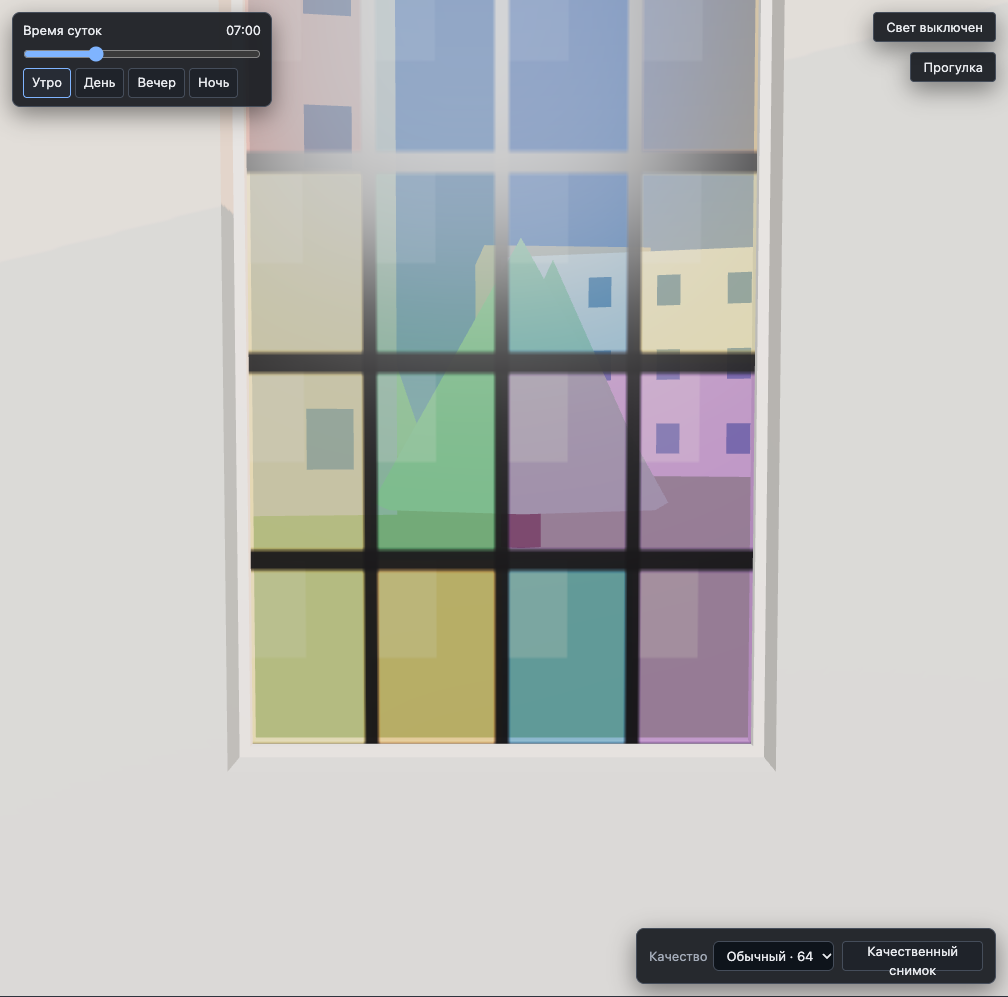 Время суток 07:00
Утро День Вечер Ночь
Свет выключен
Прогулка
Качество Обычный · 64 Качественный
снимок